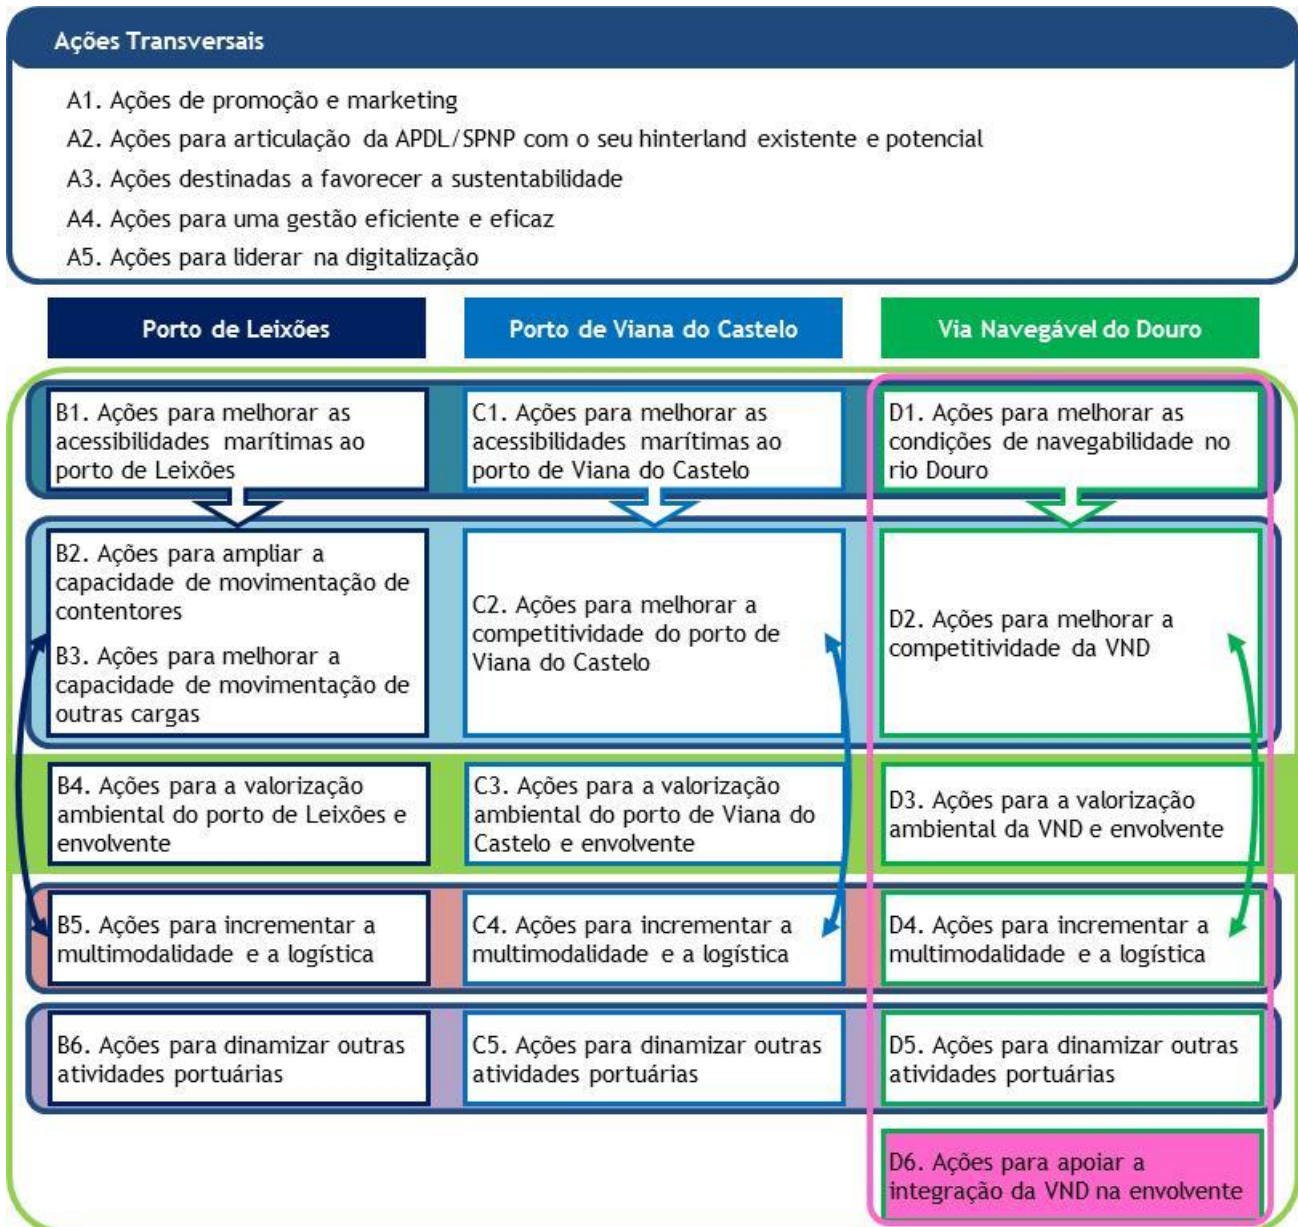 Ações Transversais
A1. Ações de promoção e marketing
A2. Ações para articulação da APDL/SPNP com o seu hinterland existente e potencial
A3. Ações destinadas a favorecer a sustentabilidade
A4. Ações para uma gestão eficiente e eficaz
A5. Ações para liderar na digitalização
Porto de Leixões
Porto de Viana do Castelo
Via Navegável do Douro
B1. Ações para melhorar as
acessibilidades marítimas ao
porto de Leixões
C1. Ações para melhorar as
acessibilidades marítimas ao
porto de Viana do Castelo
D1. Ações para melhorar as
condições de navegabilidade no
rio Douro
B2. Ações para ampliar a
capacidade de movimentação de
contentores
B3. Ações para melhorar a
capacidade de movimentação de
outras cargas
C2. Ações para melhorar a
competitividade do porto de
Viana do Castelo
D2. Ações para melhorar a
competitividade da VND
B4. Ações para a valorização
ambiental do porto de Leixões e
envolvente
C3. Ações para a valorização
ambiental do porto de Viana do
Castelo e envolvente
D3. Ações para a valorização
ambiental da VND e envolvente
B5. Ações para incrementar a
multimodalidade e a logística
C4. Ações para incrementar a
multimodalidade e a logística
D4. Ações para incrementar a
multimodalidade e a logística
B6. Ações para dinamizar outras
atividades portuárias
C5. Ações para dinamizar outras
atividades portuárias
D5. Ações para dinamizar outras
atividades portuárias
D6. Ações para apoiar a
integração da VND na envolvente